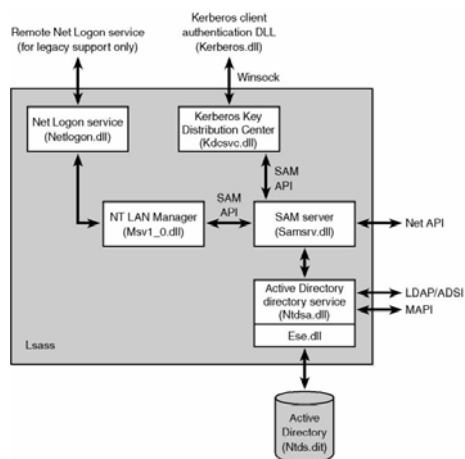 Remote Net Logon service
(for legacy support only)
Kerberos client
authentication DLL
(Kerberos.dll)
Winsock
Net Logon service
(Netlogon.dll)
Kerberos Key
Distribution Center
(Kdcsvc.dll)
SAM
API
NT LAN Manager
(Msv1_0.dll)
SAM
API
SAM server
(Samsrv.dll)
Net API
Active Directory
directory service
(Ntdsa.dll)
LDAP/ADSI
MAPI
Ese.dll
Lsass
Active
Directory
(Ntds.dit)